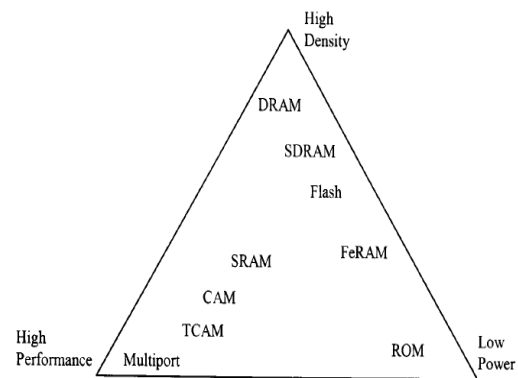 High
Density
DRAM
SDRAM
Flash
FeRAM
SRAM
CAM
TCAM
High
Performance
Multiport
ROM
Low
Power